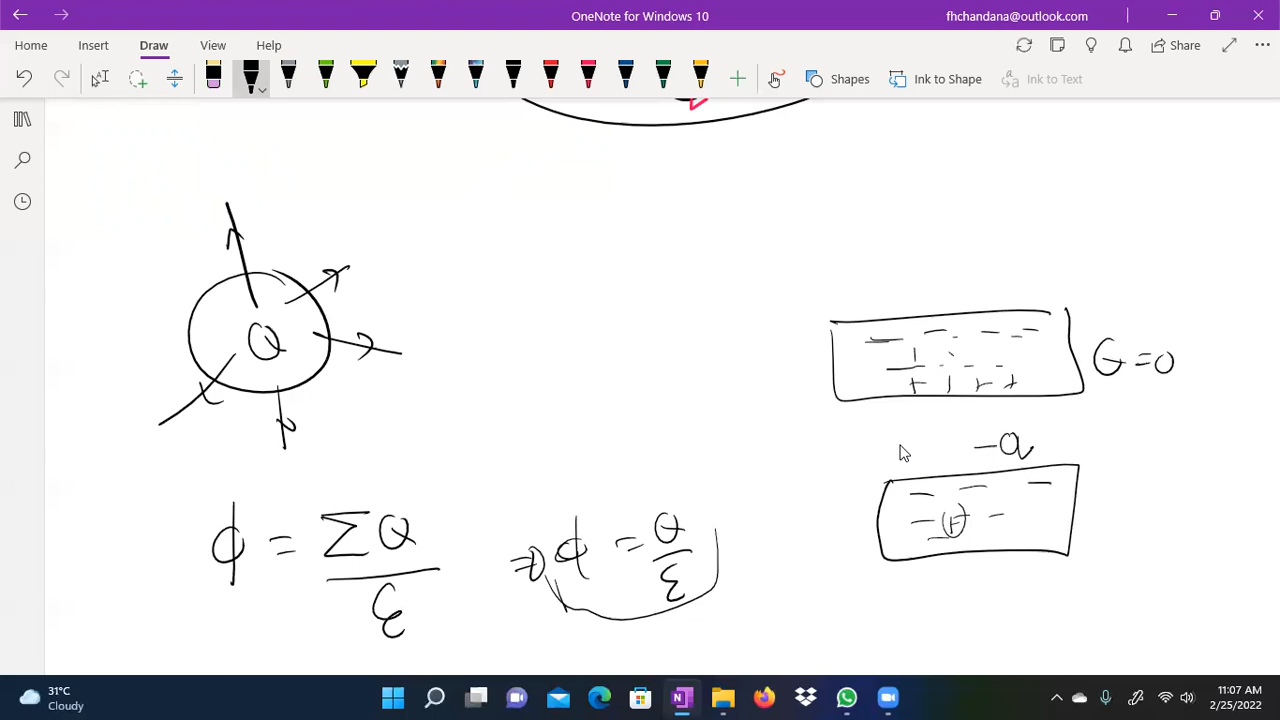 OneNote for Windows 10
fhchandana@outlook.com
Home Insert Draw View Help
Share
Shapes
Ink to Shape
Ink to Text
Q
G = 0
-Q
ϕ = ΣQ / ε
⇒ ϕ = Q / ε
31°C
Cloudy
11:07 AM
2/25/2022